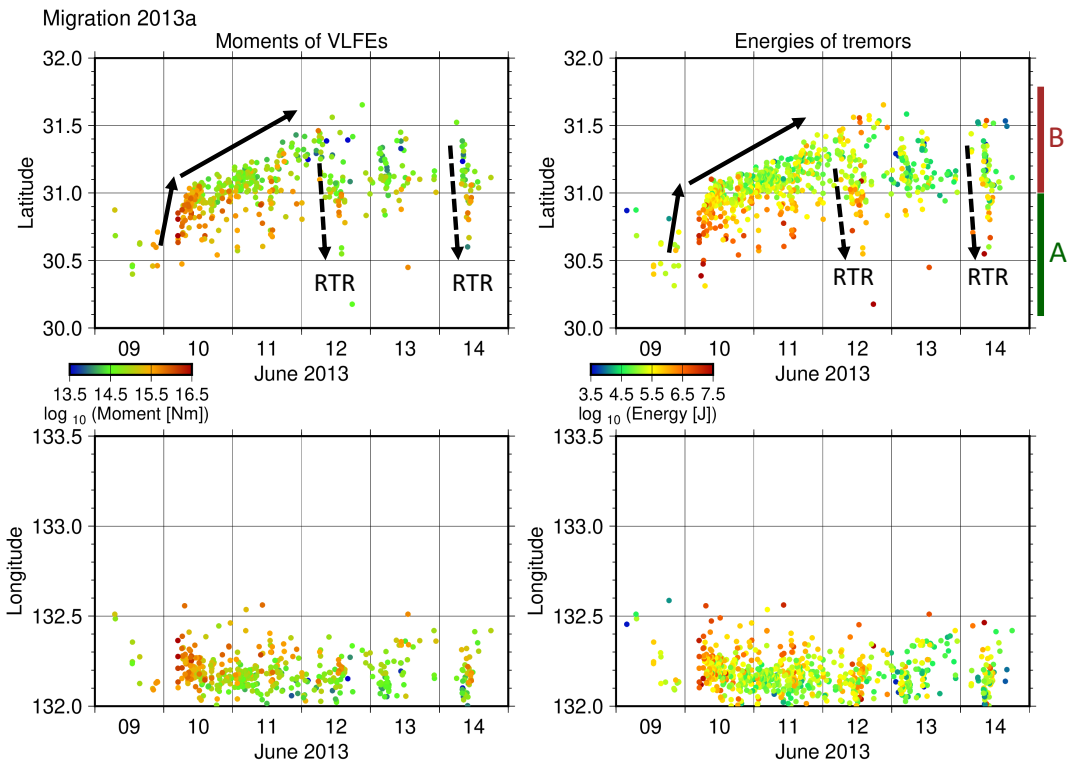 Migration 2013a
Moments of VLFEs
Energies of tremors
32.0
31.5
31.0
30.5
30.0
Latitude
RTR
RTR
09 10 11 12 13 14
June 2013
13.5 14.5 15.5 16.5
log 10 (Moment [Nm])
32.0
31.5
31.0
30.5
30.0
Latitude
RTR
RTR
B
A
09 10 11 12 13 14
June 2013
3.5 4.5 5.5 6.5 7.5
log 10 (Energy [J])
133.5
133.0
132.5
132.0
Longitude
09 10 11 12 13 14
June 2013
133.5
133.0
132.5
132.0
Longitude
09 10 11 12 13 14
June 2013